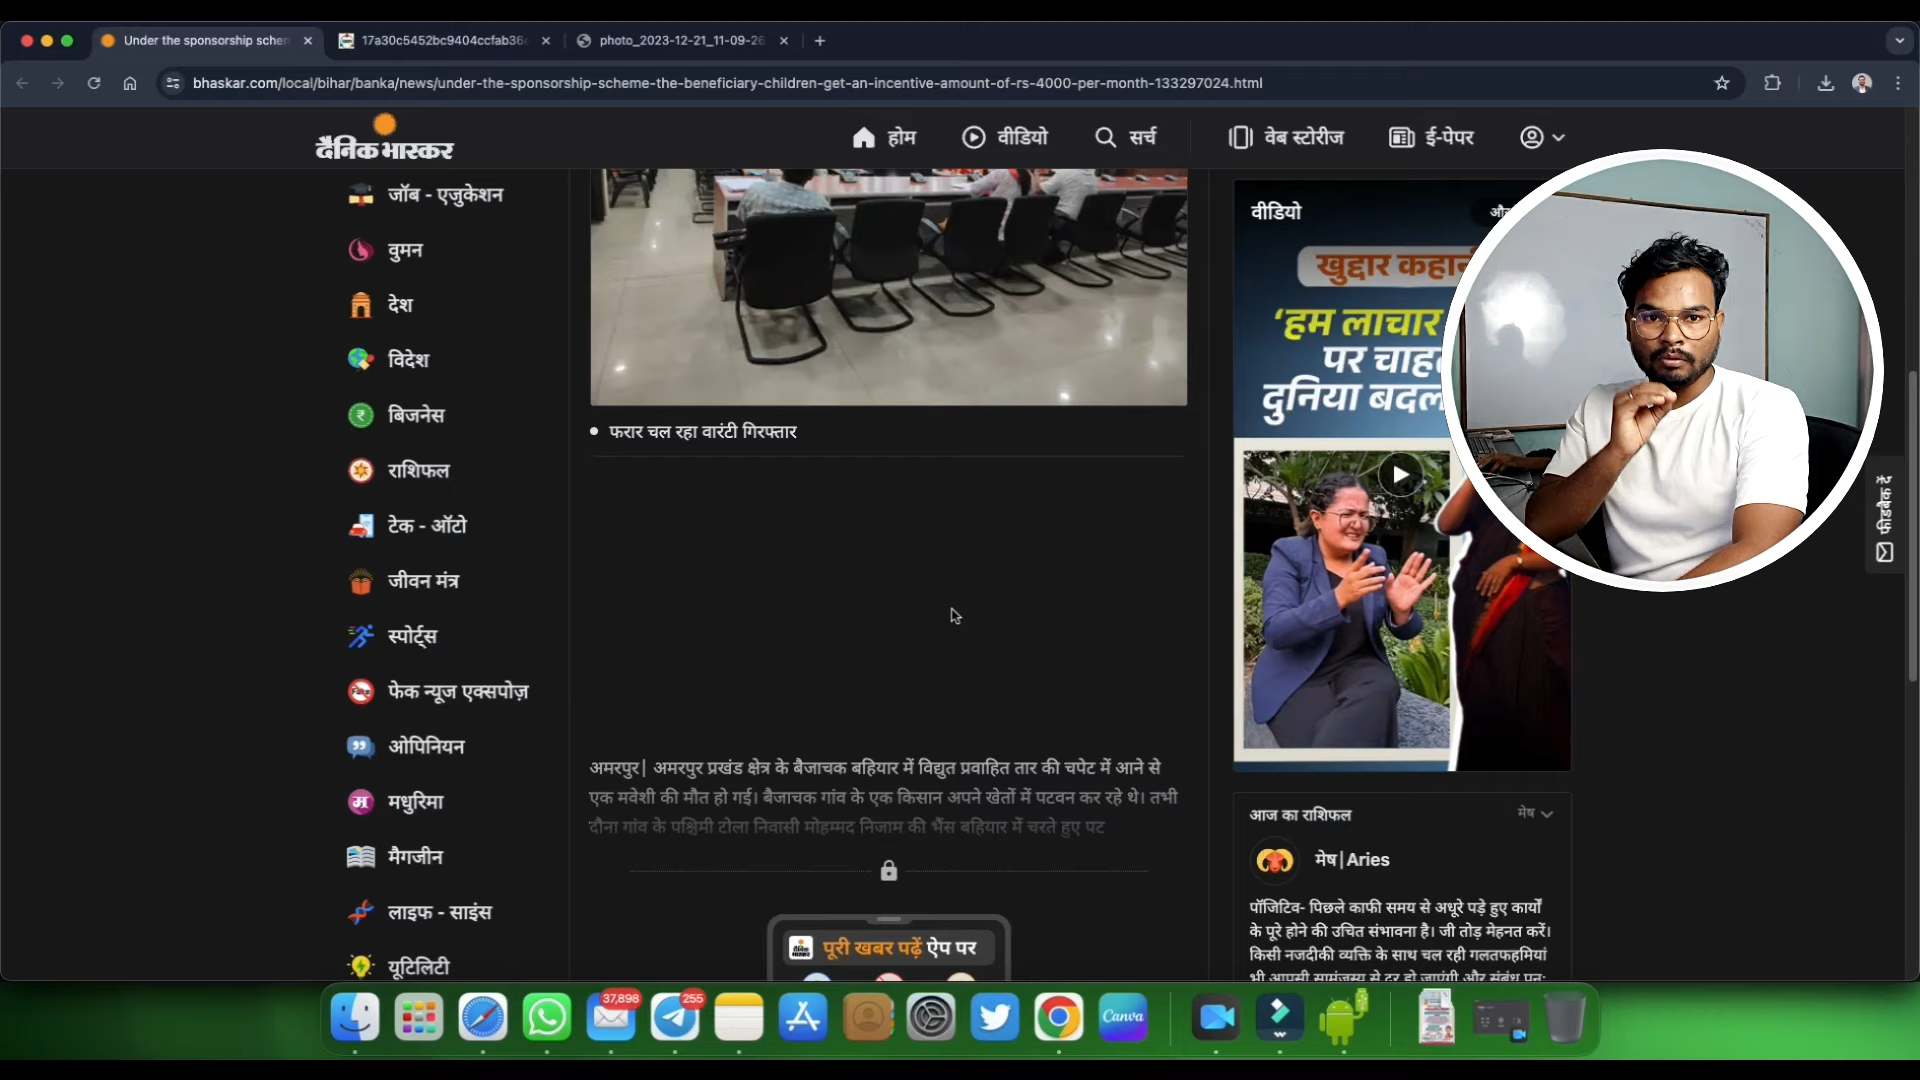 Under the sponsorship schem
17a30c5452bc9404ccfab36
photo_2023-12-21_11-09-26
bhaskar.com/local/bihar/banka/news/under-the-sponsorship-scheme-the-beneficiary-children-get-an-incentive-amount-of-rs-4000-per-month-133297024.html
दैनिक भास्कर
होम
वीडियो
सर्च
वेब स्टोरीज
ई-पेपर
जॉब - एजुकेशन
वुमन
देश
विदेश
बिजनेस
राशिफल
टेक - ऑटो
जीवन मंत्र
स्पोर्ट्स
फेक न्यूज एक्सपोज़
ओपिनियन
मधुरिमा
मैगजीन
लाइफ - साइंस
यूटिलिटी
फरार चल रहा वारंटी गिरफ्तार
अमरपुर| अमरपुर प्रखंड क्षेत्र के बैजाचक बहियार में विद्युत प्रवाहित तार की चपेट में आने से
एक मवेशी की मौत हो गई। बैजाचक गांव के एक किसान अपने खेतों में पटवन कर रहे थे। तभी
दौना गांव के पश्चिमी टोला निवासी मोहम्मद निजाम की भैंस बहियार में चरते हुए पट
पूरी खबर पढ़ें ऐप पर
वीडियो
खुद्दार कहानी
‘हम लाचार
पर चाह
दुनिया बदल
फीडबैक दें
आज का राशिफल
मेष
मेष|Aries
पॉजिटिव- पिछले काफी समय से अधूरे पड़े हुए कार्यों
के पूरे होने की उचित संभावना है। जी तोड़ मेहनत करें।
किसी नजदीकी व्यक्ति के साथ चल रही गलतफहमियां
भी आपसी सामंजस्य से दूर हो जाएंगी और संबंध पुनः
37,898
255
Canva